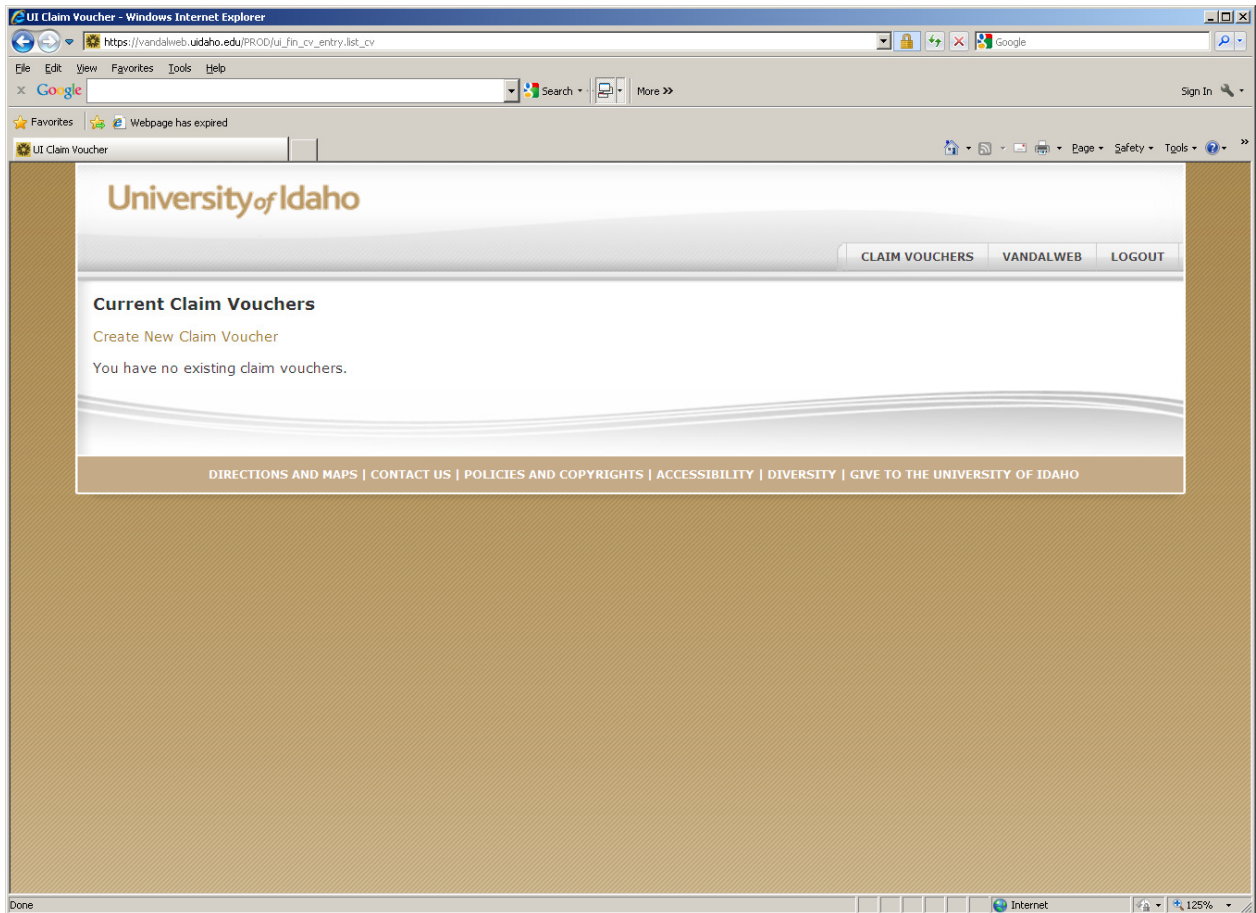 UI Claim Voucher - Windows Internet Explorer
https://vandalweb.uidaho.edu/PROD/ui_fin_cv_entry.list_cv Google
File Edit View Favorites Tools Help
x Google Search More >> Sign In
Favorites Webpage has expired
UI Claim Voucher Page Safety Tools >>
University of Idaho
CLAIM VOUCHERS VANDALWEB LOGOUT
Current Claim Vouchers
Create New Claim Voucher
You have no existing claim vouchers.
DIRECTIONS AND MAPS | CONTACT US | POLICIES AND COPYRIGHTS | ACCESSIBILITY | DIVERSITY | GIVE TO THE UNIVERSITY OF IDAHO
Done Internet 125%